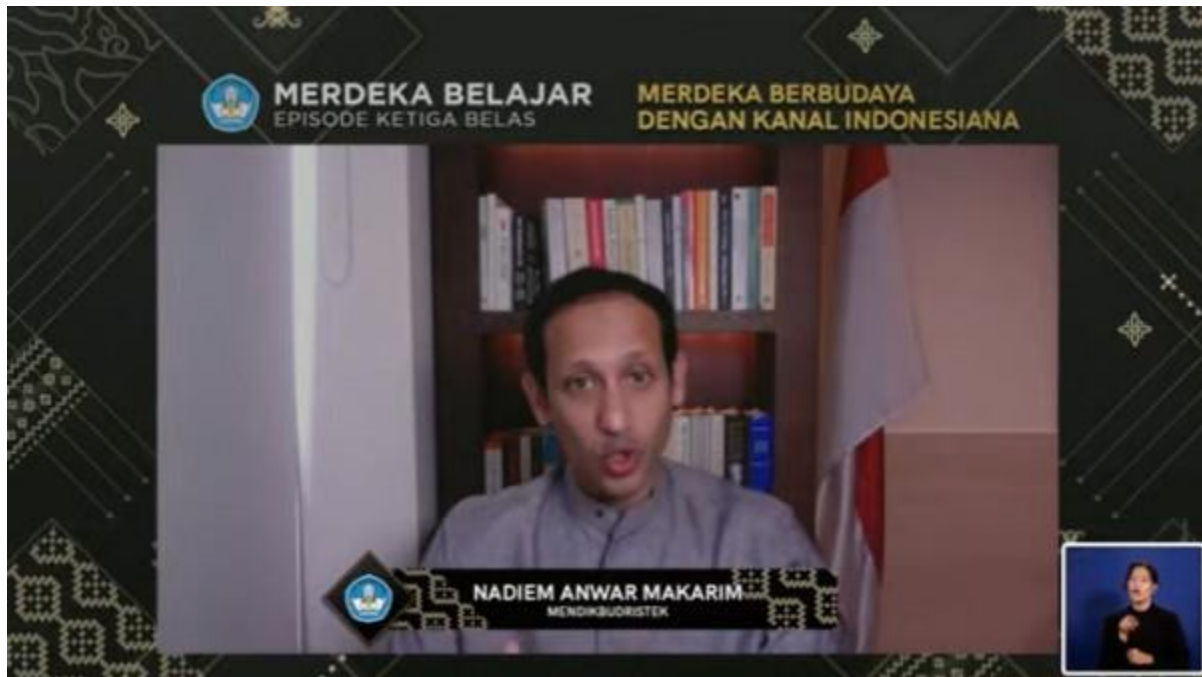 MERDEKA BELAJAR
EPISODE KETIGA BELAS
MERDEKA BERBUDAYA
DENGAN KANAL INDONESIANA
NADIEM ANWAR MAKARIM
MENDIKBUDRISTEK